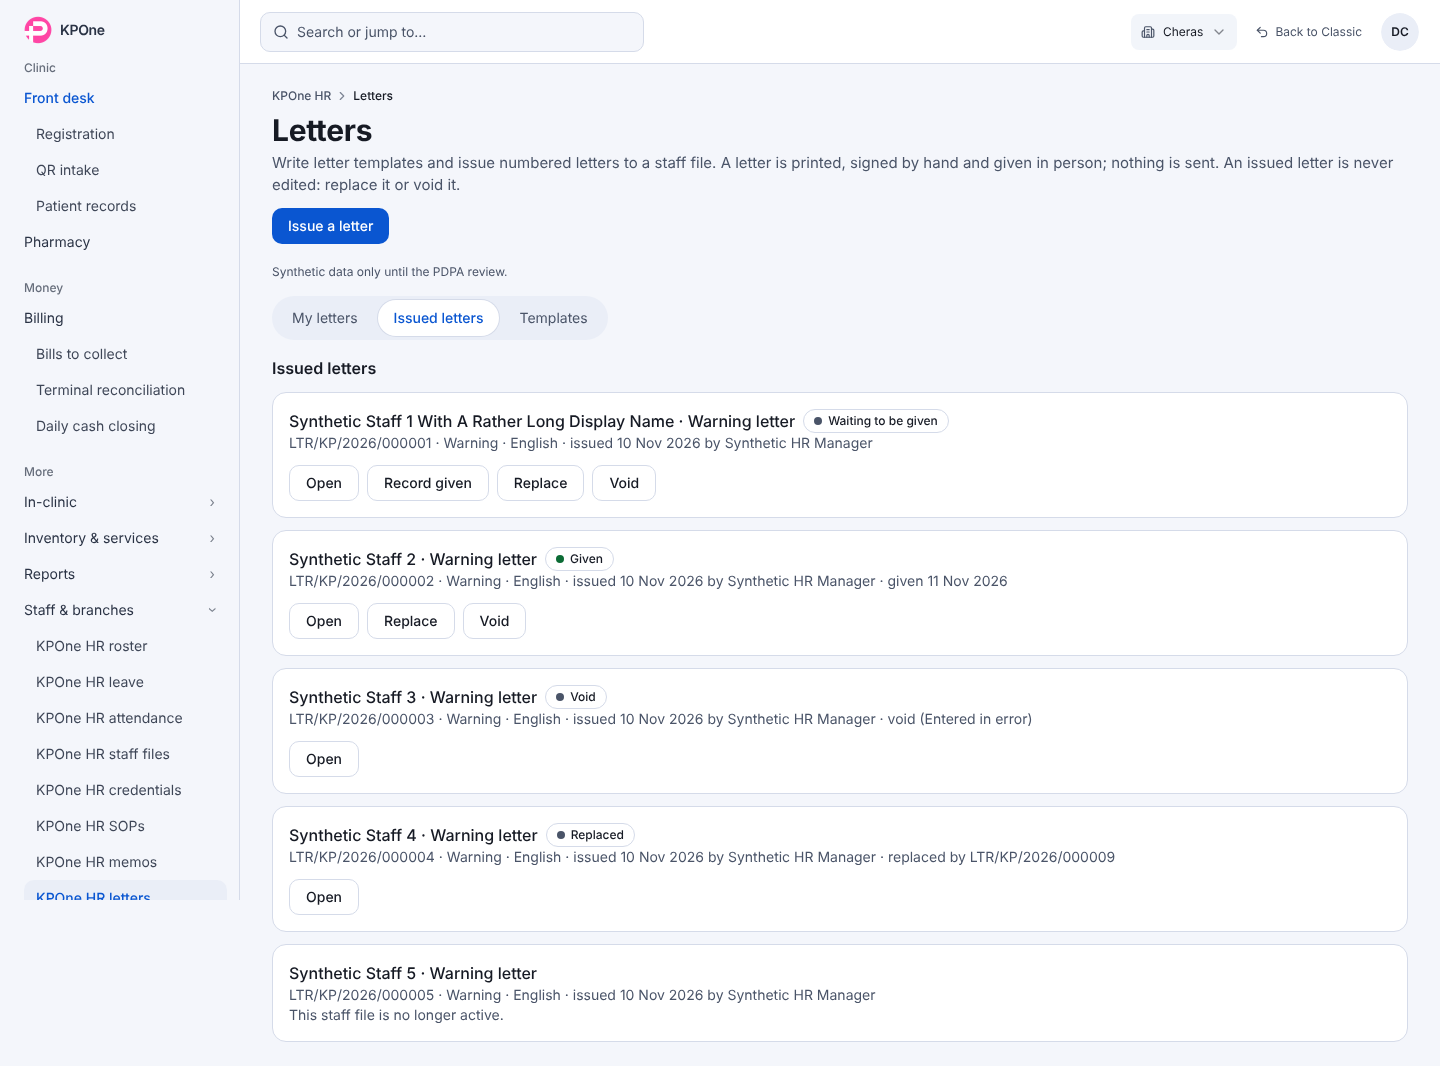 KPOne
Search or jump to...
Cheras
Back to Classic
DC
Clinic
Front desk
Registration
QR intake
Patient records
Pharmacy
Money
Billing
Bills to collect
Terminal reconciliation
Daily cash closing
More
In-clinic
Inventory & services
Reports
Staff & branches
KPOne HR roster
KPOne HR leave
KPOne HR attendance
KPOne HR staff files
KPOne HR credentials
KPOne HR SOPs
KPOne HR memos
KPOne HR letters
KPOne HR > Letters
Letters
Write letter templates and issue numbered letters to a staff file. A letter is printed, signed by hand and given in person; nothing is sent. An issued letter is never
edited: replace it or void it.
Issue a letter
Synthetic data only until the PDPA review.
My letters Issued letters Templates
Issued letters
Synthetic Staff 1 With A Rather Long Display Name · Warning letter Waiting to be given
LTR/KP/2026/000001 · Warning · English · issued 10 Nov 2026 by Synthetic HR Manager
Open Record given Replace Void
Synthetic Staff 2 · Warning letter Given
LTR/KP/2026/000002 · Warning · English · issued 10 Nov 2026 by Synthetic HR Manager · given 11 Nov 2026
Open Replace Void
Synthetic Staff 3 · Warning letter Void
LTR/KP/2026/000003 · Warning · English · issued 10 Nov 2026 by Synthetic HR Manager · void (Entered in error)
Open
Synthetic Staff 4 · Warning letter Replaced
LTR/KP/2026/000004 · Warning · English · issued 10 Nov 2026 by Synthetic HR Manager · replaced by LTR/KP/2026/000009
Open
Synthetic Staff 5 · Warning letter
LTR/KP/2026/000005 · Warning · English · issued 10 Nov 2026 by Synthetic HR Manager
This staff file is no longer active.